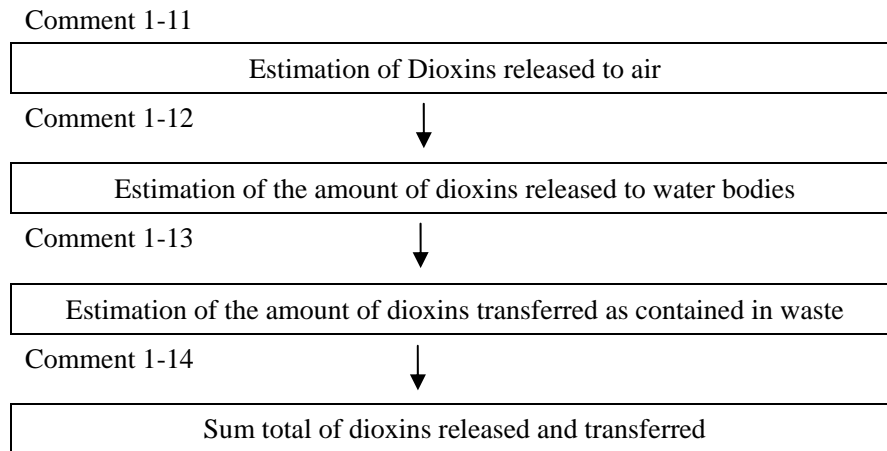 Comment 1-11
Estimation of Dioxins released to air
Comment 1-12
Estimation of the amount of dioxins released to water bodies
Comment 1-13
Estimation of the amount of dioxins transferred as contained in waste
Comment 1-14
Sum total of dioxins released and transferred